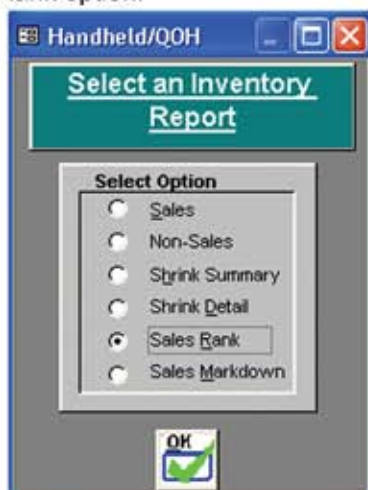 Handheld/QOH
Select an Inventory
Report
Select Option
Sales
Non-Sales
Shrink Summary
Shrink Detail
Sales Rank
Sales Markdown
OK